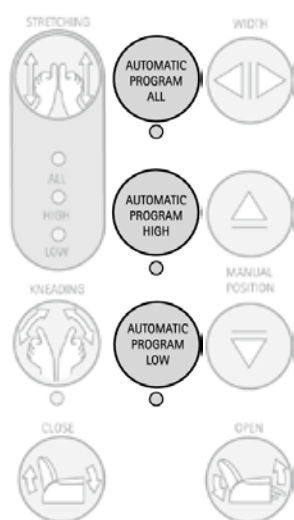 STRETCHING
WIDTH
AUTOMATIC
PROGRAM
ALL
ALL
HIGH
LOW
AUTOMATIC
PROGRAM
HIGH
KNEADING
MANUAL
POSITION
AUTOMATIC
PROGRAM
LOW
CLOSE
OPEN